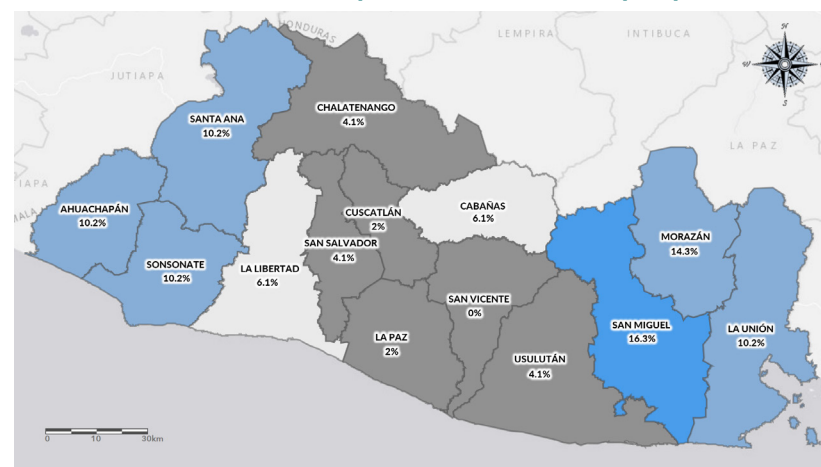 HONDURAS
LEMPIRA
INTIBUCA
JUTIAPA
CHALATENANGO
4.1%
SANTA ANA
10.2%
LA PAZ
IAPA
AHUACHAPÁN
10.2%
CABAÑAS
6.1%
CUSCATLÁN
2%
MORAZÁN
14.3%
SAN SALVADOR
4.1%
SONSONATE
10.2%
LA LIBERTAD
6.1%
SAN VICENTE
0%
SAN MIGUEL
16.3%
LA UNIÓN
10.2%
LA PAZ
2%
USULUTÁN
4.1%
0 10 30km